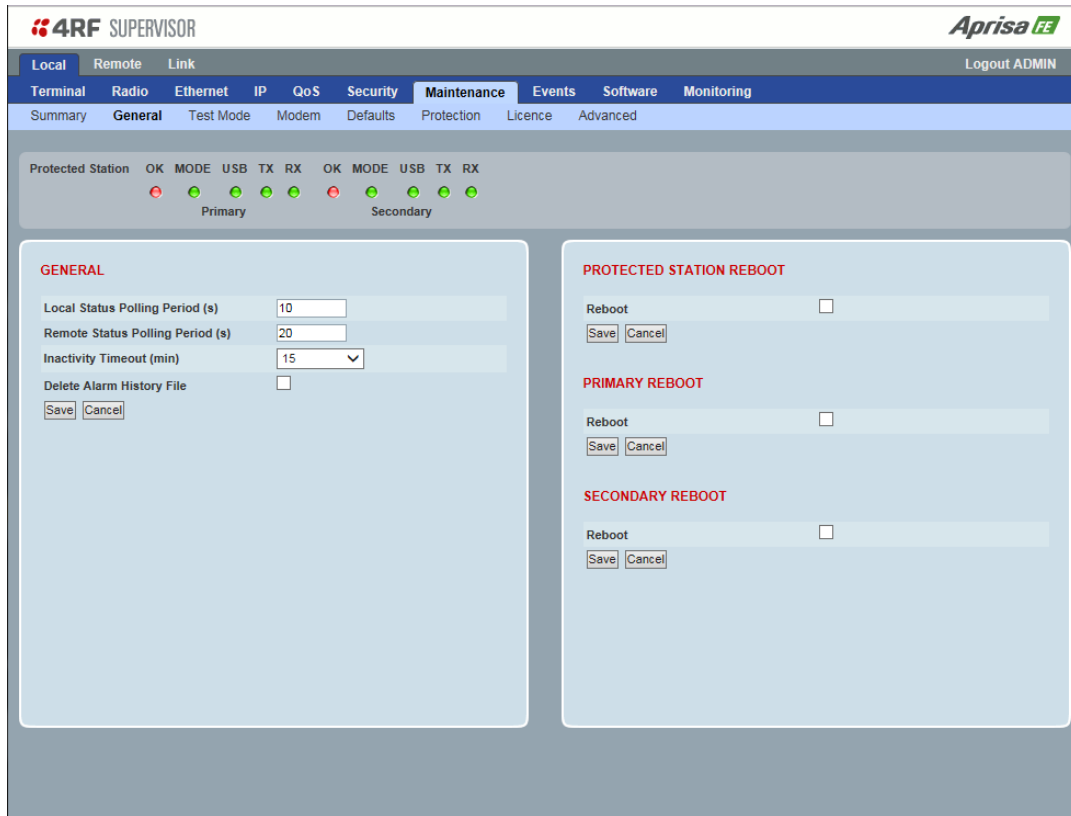 4RF SUPERVISOR
Aprisa FE
Local Remote Link
Logout ADMIN
Terminal Radio Ethernet IP QoS Security Maintenance Events Software Monitoring
Summary General Test Mode Modem Defaults Protection Licence Advanced
Protected Station OK MODE USB TX RX OK MODE USB TX RX
Primary Secondary
GENERAL
Local Status Polling Period (s) 10
Remote Status Polling Period (s) 20
Inactivity Timeout (min) 15
Delete Alarm History File
Save Cancel
PROTECTED STATION REBOOT
Reboot
Save Cancel
PRIMARY REBOOT
Reboot
Save Cancel
SECONDARY REBOOT
Reboot
Save Cancel